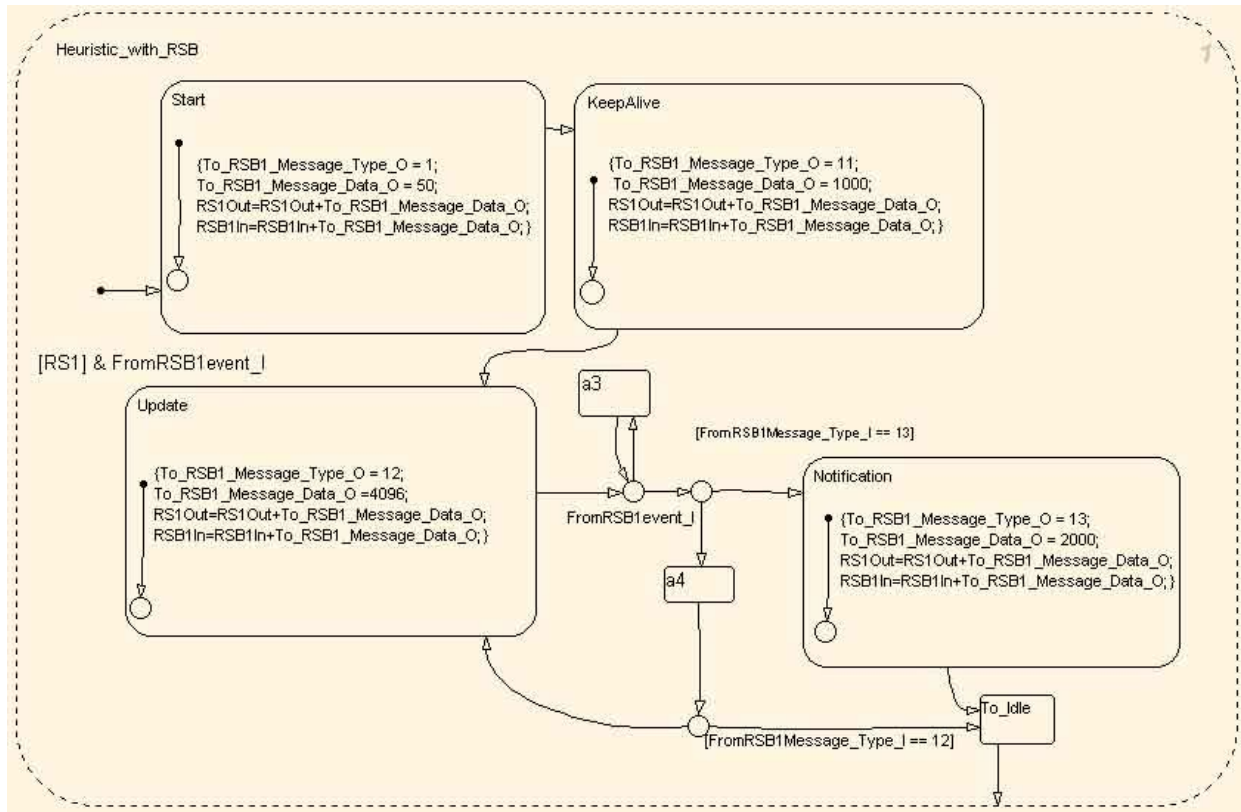 Heuristic_with_RSB
1
Start
{To_RSB1_Message_Type_O = 1;
To_RSB1_Message_Data_O = 50;
RS1Out=RS1Out+To_RSB1_Message_Data_O;
RSB1In=RSB1In+To_RSB1_Message_Data_O;}
KeepAlive
{To_RSB1_Message_Type_O = 11;
To_RSB1_Message_Data_O = 1000;
RS1Out=RS1Out+To_RSB1_Message_Data_O;
RSB1In=RSB1In+To_RSB1_Message_Data_O;}
[RS1] & FromRSB1event_I
Update
{To_RSB1_Message_Type_O = 12;
To_RSB1_Message_Data_O =4096;
RS1Out=RS1Out+To_RSB1_Message_Data_O;
RSB1In=RSB1In+To_RSB1_Message_Data_O;}
a3
[FromRSB1Message_Type_I == 13]
FromRSB1event_I
Notification
{To_RSB1_Message_Type_O = 13;
To_RSB1_Message_Data_O = 2000;
RS1Out=RS1Out+To_RSB1_Message_Data_O;
RSB1In=RSB1In+To_RSB1_Message_Data_O;}
a4
To_Idle
[FromRSB1Message_Type_I == 12]